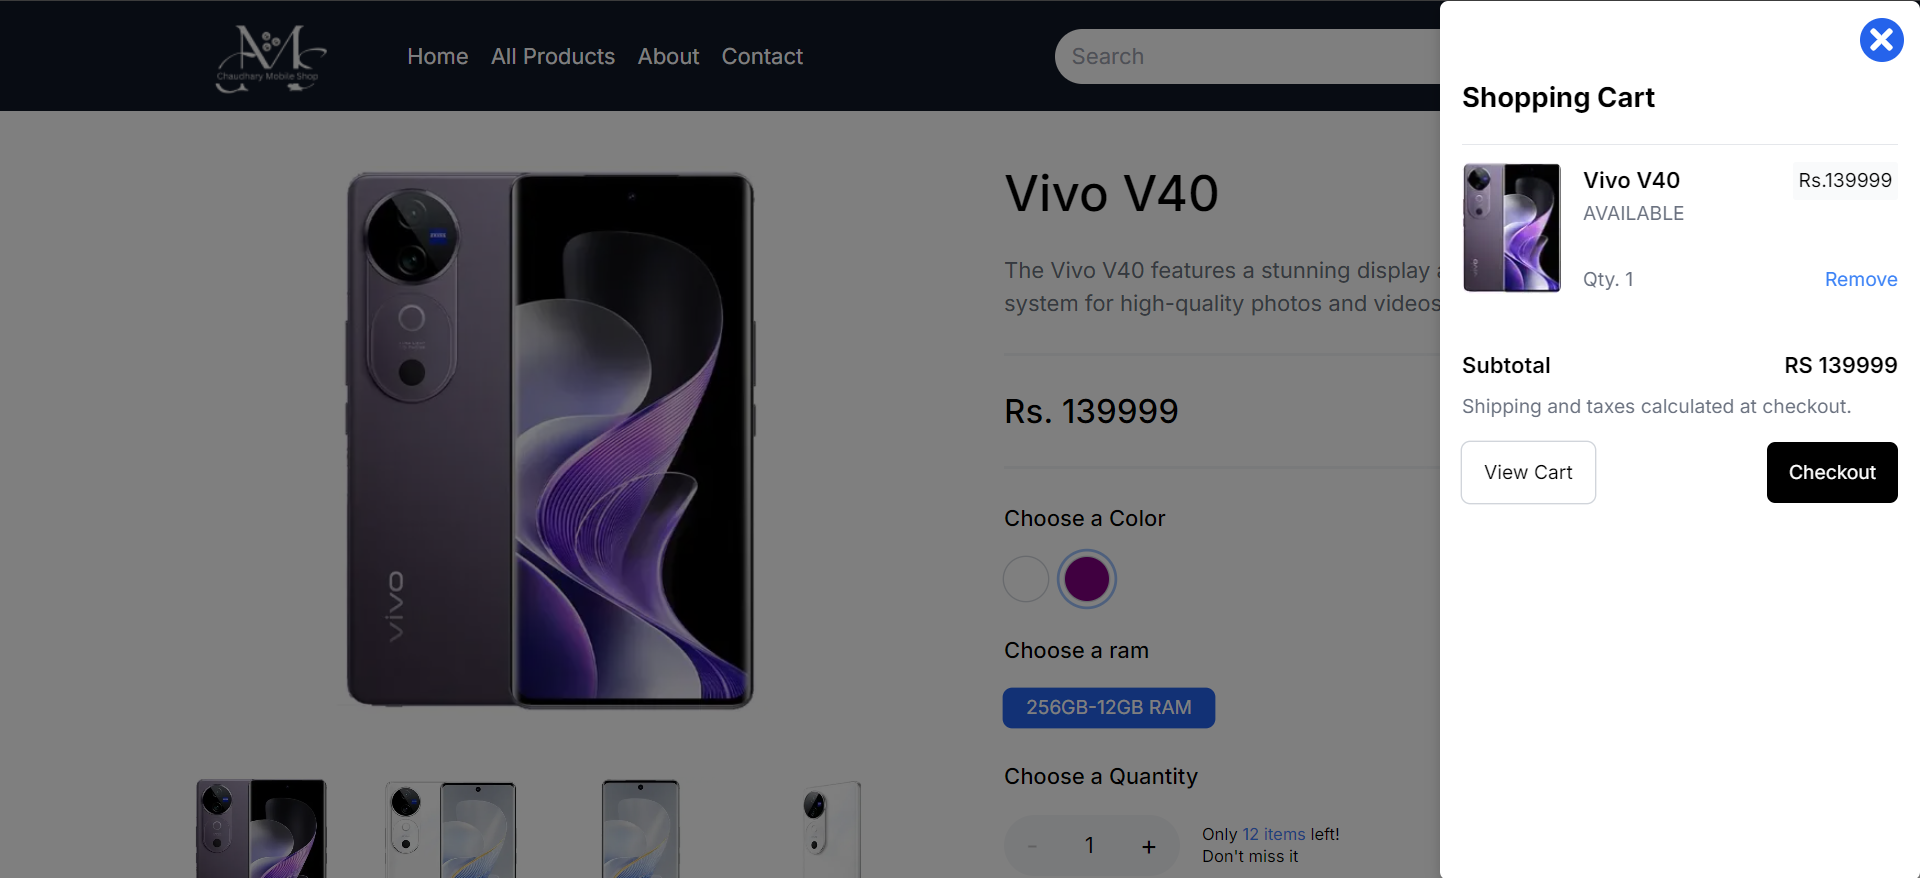 Chaudhary Mobile Shop
Home All Products About Contact
Search
Vivo V40
The Vivo V40 features a stunning display
system for high-quality photos and videos
Rs. 139999
Choose a Color
Choose a ram
256GB-12GB RAM
Choose a Quantity
- 1 +
Only 12 items left!
Don't miss it
vivo
Shopping Cart
Vivo V40 Rs.139999
AVAILABLE
Qty. 1 Remove
Subtotal RS 139999
Shipping and taxes calculated at checkout.
View Cart Checkout